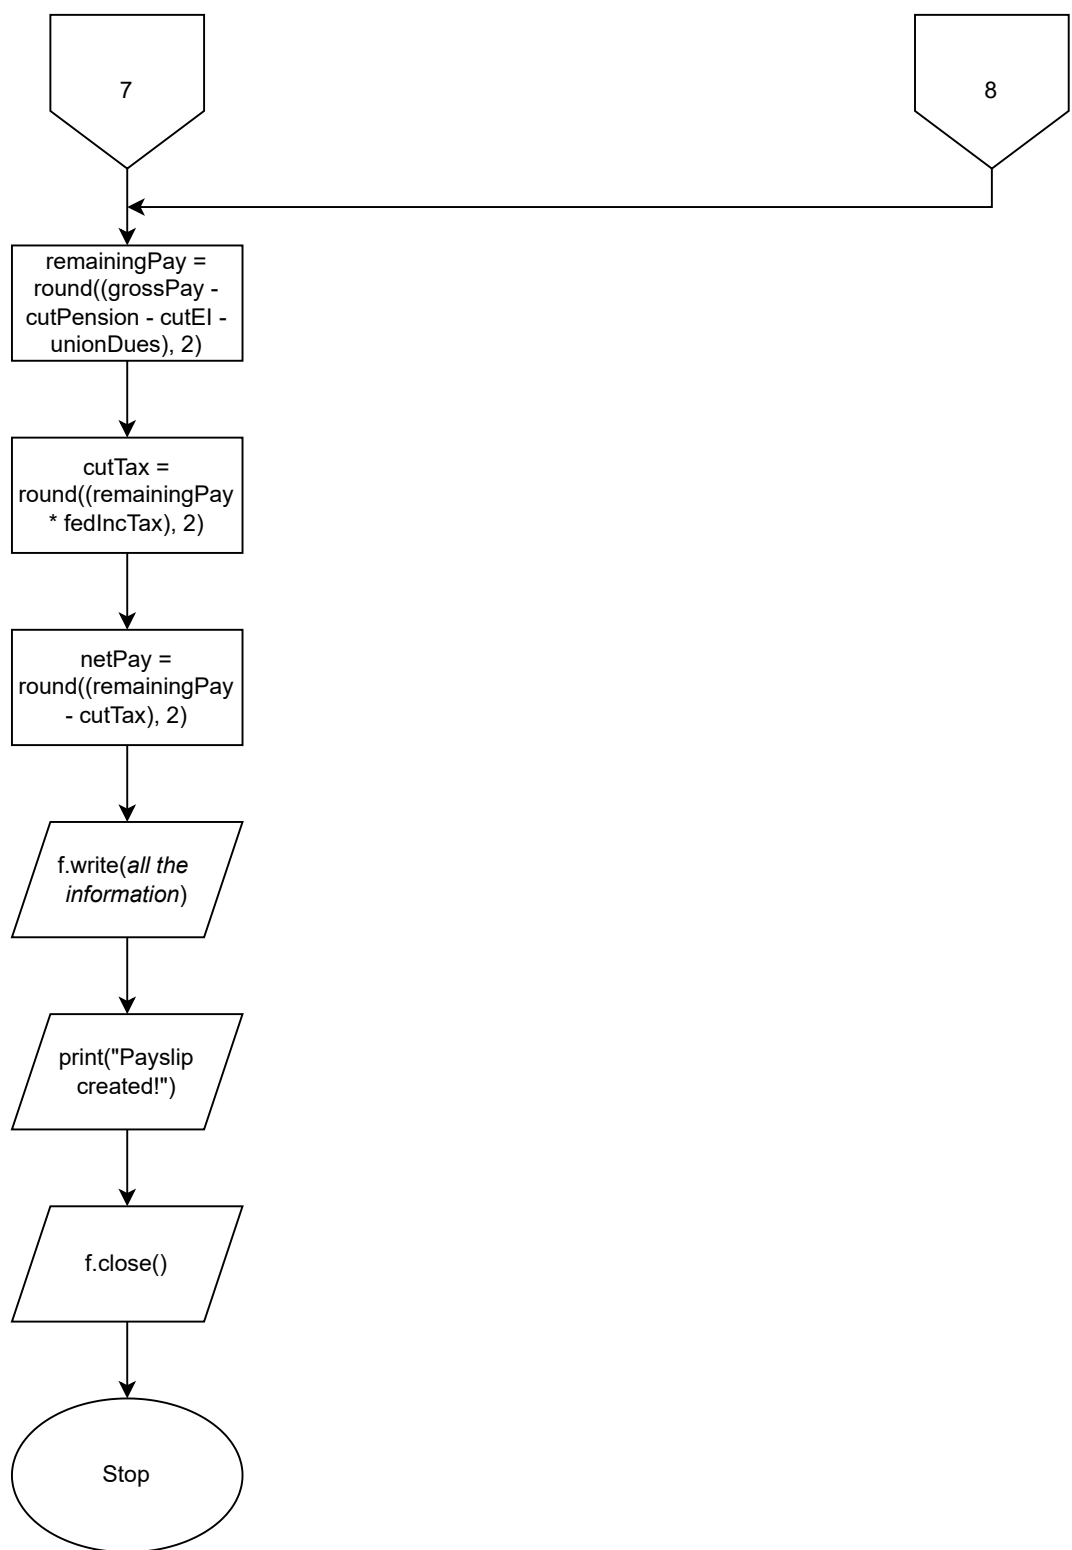 7
8
remainingPay =
round((grossPay -
cutPension - cutEI -
unionDues), 2)
cutTax =
round((remainingPay
* fedIncTax), 2)
netPay =
round((remainingPay
- cutTax), 2)
f.write(all the
information)
print("Payslip
created!")
f.close()
Stop